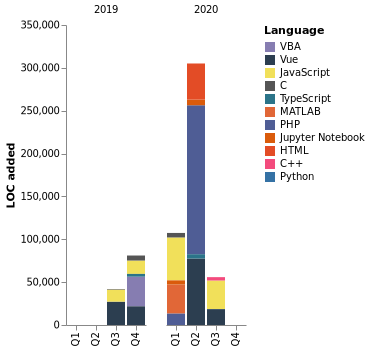 2019
2020
350,000
300,000
250,000
200,000
150,000
100,000
50,000
0
LOC added
Q1
Q2
Q3
Q4
Q1
Q2
Q3
Q4
Language
VBA
Vue
JavaScript
C
TypeScript
MATLAB
PHP
Jupyter Notebook
HTML
C++
Python